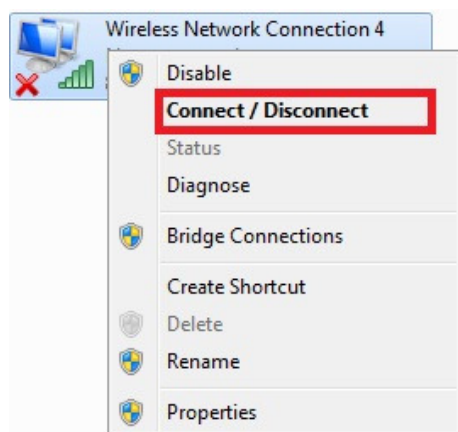 Wireless Network Connection 4
Disable
Connect / Disconnect
Status
Diagnose
Bridge Connections
Create Shortcut
Delete
Rename
Properties